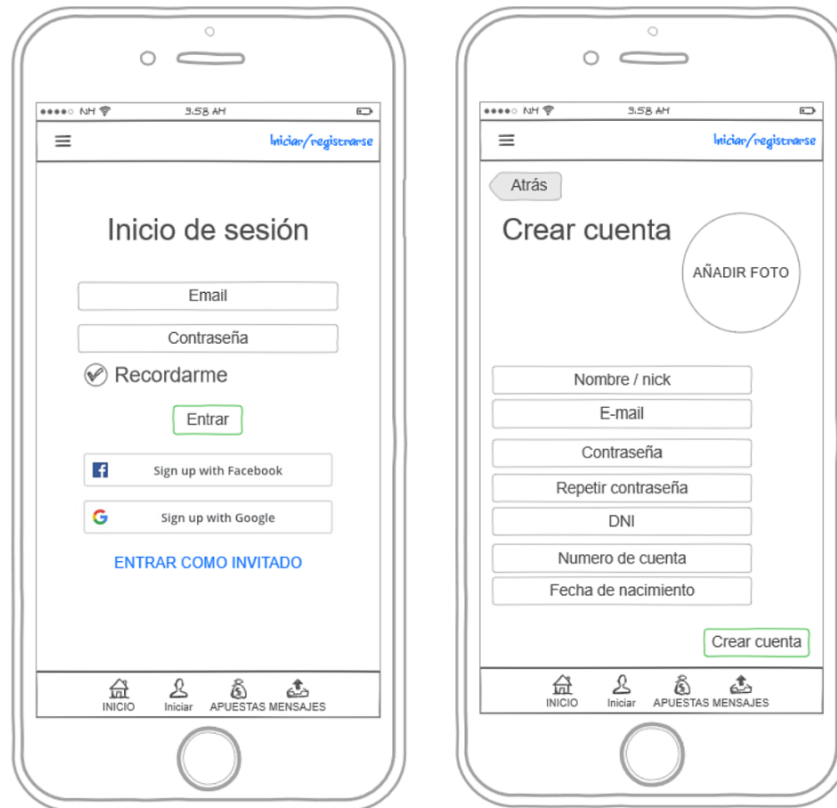 NH 3:58 AM
Iniciar/registrarse
Inicio de sesión
Email
Contraseña
Recordarme
Entrar
Sign up with Facebook
Sign up with Google
ENTRAR COMO INVITADO
INICIO Iniciar APUESTAS MENSAJES
NH 3:58 AM
Iniciar/registrarse
Atrás
Crear cuenta
AÑADIR FOTO
Nombre / nick
E-mail
Contraseña
Repetir contraseña
DNI
Numero de cuenta
Fecha de nacimiento
Crear cuenta
INICIO Iniciar APUESTAS MENSAJES